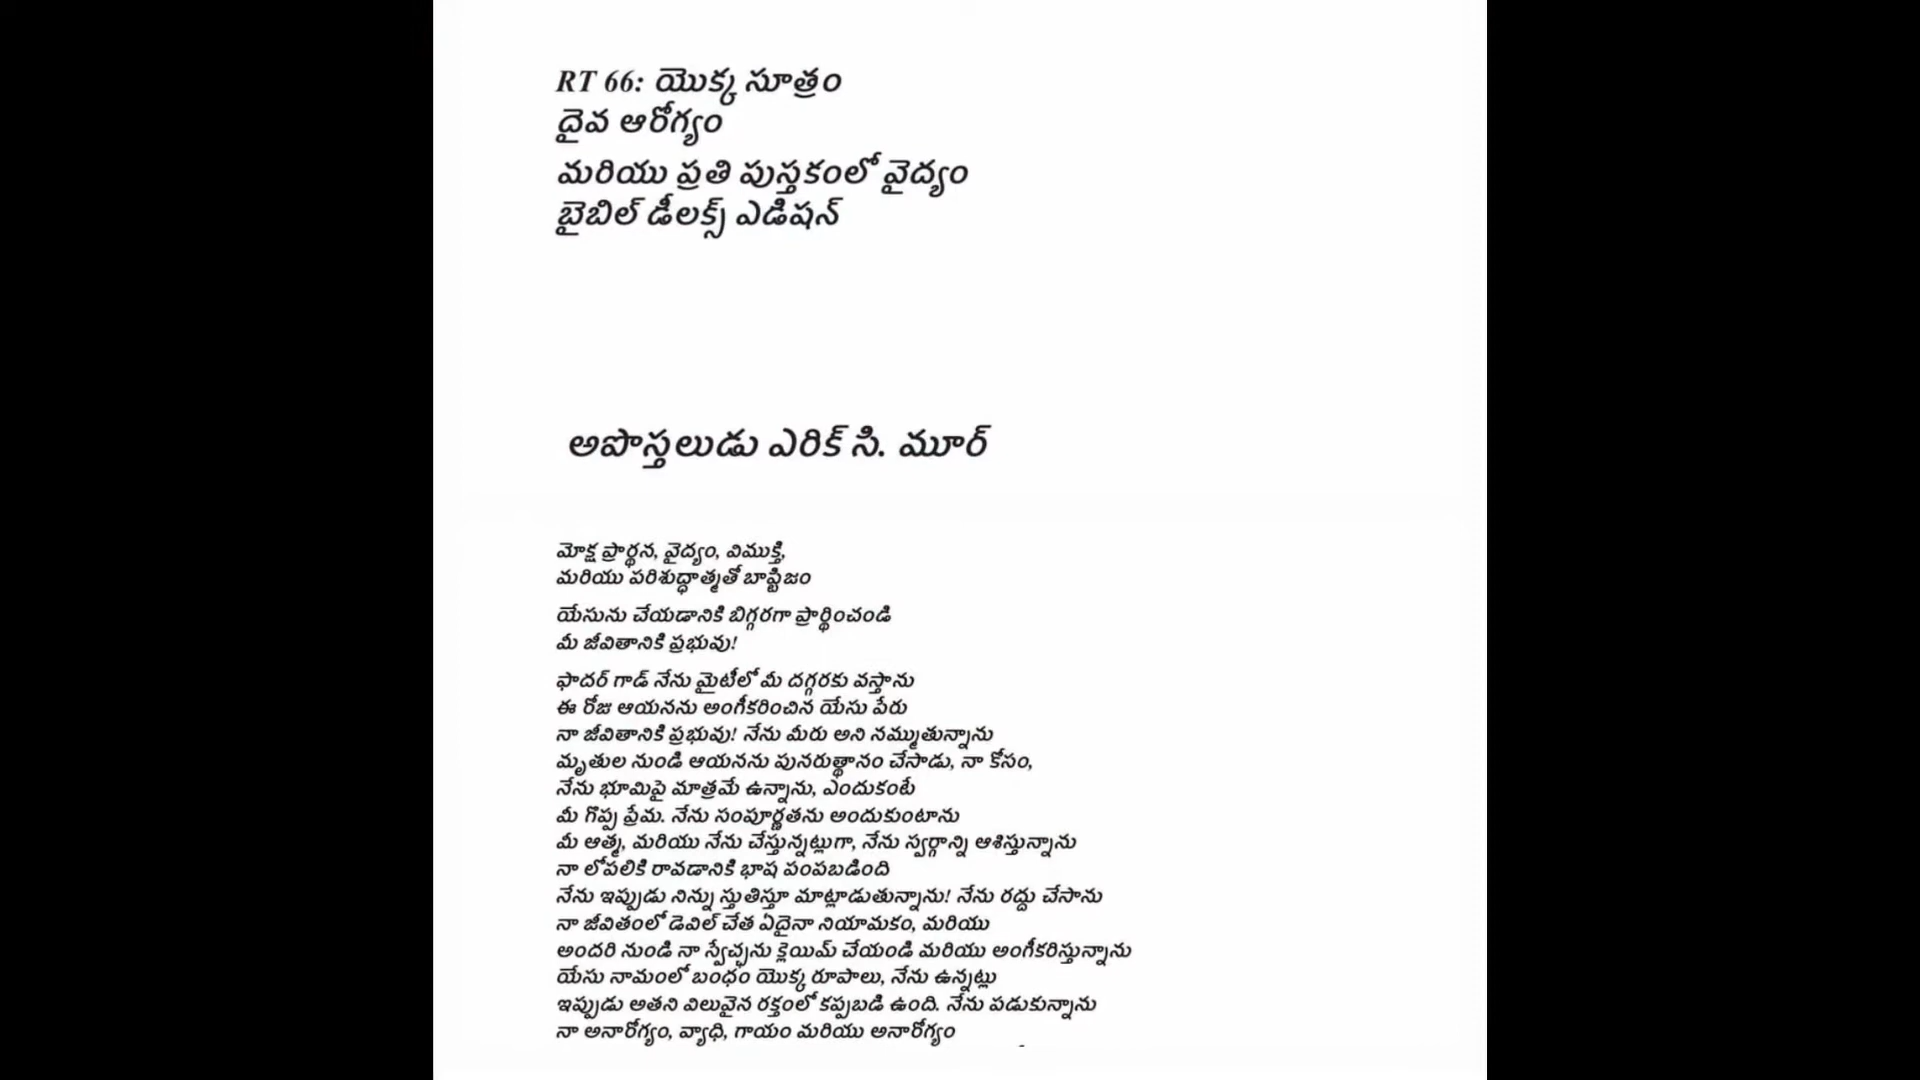 RT 66: యొక్క సూత్రం
దైవ ఆరోగ్యం
మరియు ప్రతి పుస్తకంలో వైద్యం
బైబిల్ డీలక్స్ ఎడిషన్
అపొస్తలుడు ఎరిక్ సి. మూర్
మోక్ష ప్రార్థన, వైద్యం, విముక్తి,
మరియు పరిశుద్ధాత్మతో బాప్టిజం
యేసును చేయడానికి బిగ్గరగా ప్రార్థించండి
మీ జీవితానికి ప్రభువు!
ఫాదర్ గాడ్ నేను మైటీలో మీ దగ్గరకు వస్తాను
ఈ రోజు ఆయనను అంగీకరించిన యేసు పేరు
నా జీవితానికి ప్రభువు! నేను మీరు అని నమ్ముతున్నాను
మృతుల నుండి ఆయనను పునరుత్థానం చేసాడు, నా కోసం,
నేను భూమిపై మాత్రమే ఉన్నాను, ఎందుకంటే
మీ గొప్ప ప్రేమ. నేను సంపూర్ణతను అందుకుంటాను
మీ ఆత్మ, మరియు నేను చేస్తున్నట్లుగా, నేను స్వర్గాన్ని ఆశిస్తున్నాను
నా లోపలికి రావడానికి భాష పంపబడింది
నేను ఇప్పుడు నిన్ను స్తుతిస్తూ మాట్లాడుతున్నాను! నేను రద్దు చేసాను
నా జీవితంలో డెవిల్ చేత ఏదైనా నియామకం, మరియు
అందరి నుండి నా స్వేచ్ఛను క్లెయిమ్ చేయండి మరియు అంగీకరిస్తున్నాను
యేసు నామంలో బంధం యొక్క రూపాలు, నేను ఉన్నట్లు
ఇప్పుడు అతని విలువైన రక్తంలో కప్పబడి ఉంది. నేను పడుకున్నాను
నా అనారోగ్యం, వ్యాధి, గాయం మరియు అనారోగ్యం